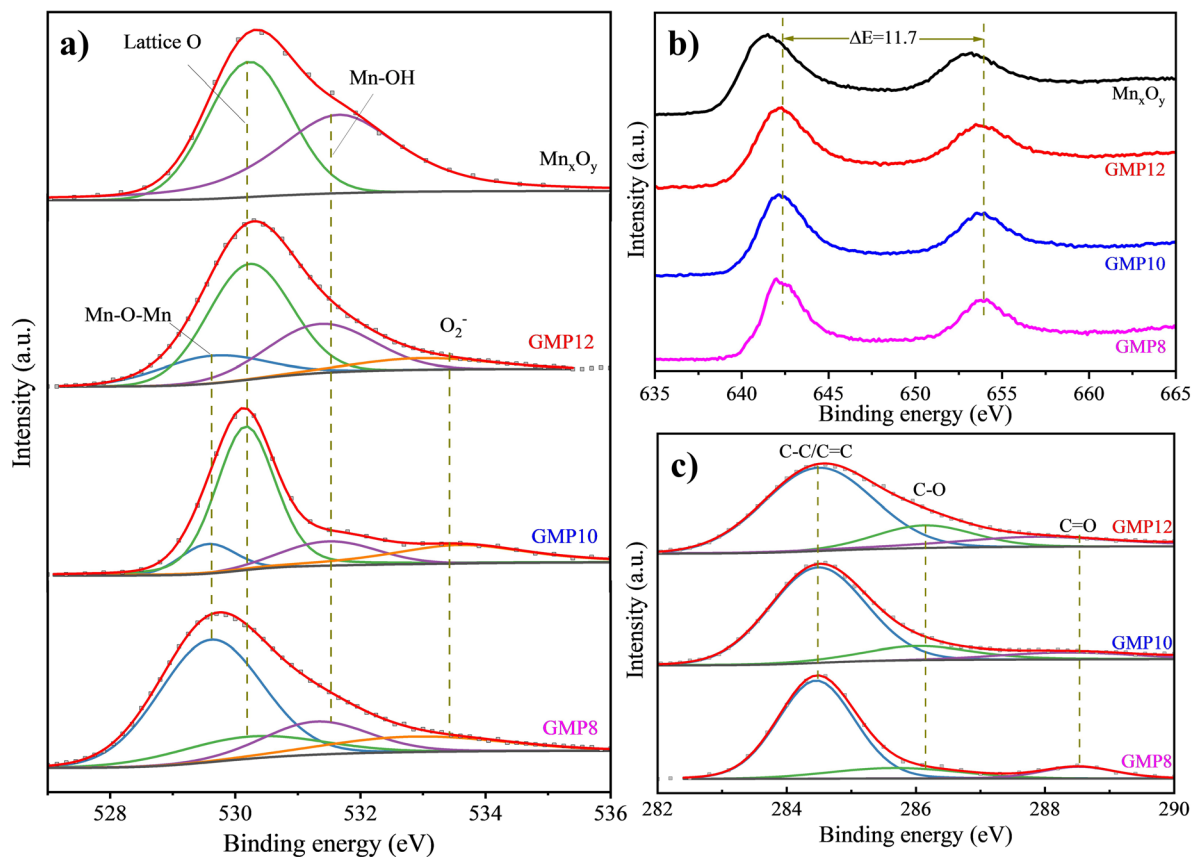 a)
Lattice O
Mn-OH
MnₓOᵧ
Mn-O-Mn
O₂⁻
GMP12
GMP10
GMP8
528 530 532 534 536
Binding energy (eV)
Intensity (a.u.)
b)
ΔE=11.7
MnₓOᵧ
GMP12
GMP10
GMP8
635 640 645 650 655 660 665
Binding energy (eV)
Intensity (a.u.)
c)
C-C/C=C
C-O
C=O
GMP12
GMP10
GMP8
282 284 286 288 290
Binding energy (eV)
Intensity (a.u.)